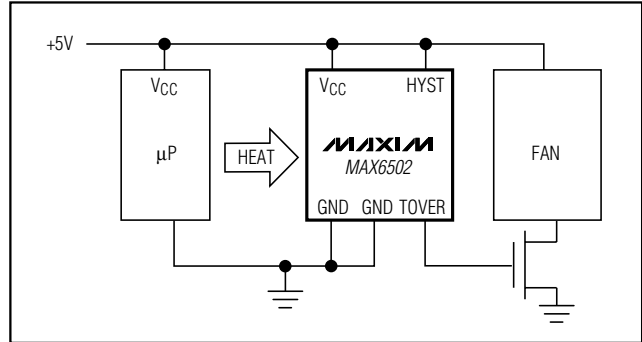 +5V
VCC
μP
HEAT
VCC HYST
MAXIM
MAX6502
GND GND TOVER
FAN